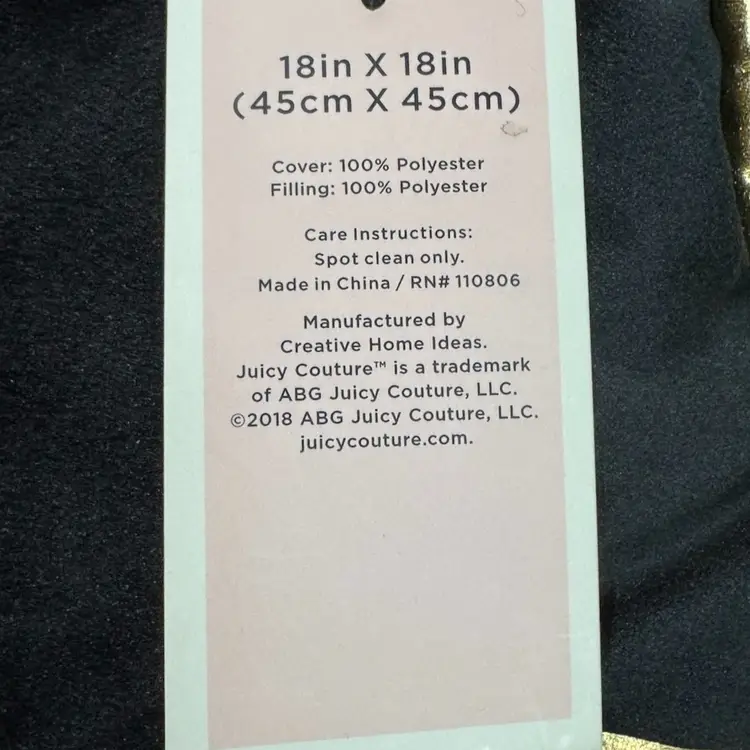 18in X 18in
(45cm X 45cm)
Cover: 100% Polyester
Filling: 100% Polyester
Care Instructions:
Spot clean only.
Made in China / RN# 110806
Manufactured by
Creative Home Ideas.
Juicy Couture™ is a trademark
of ABG Juicy Couture, LLC.
©2018 ABG Juicy Couture, LLC.
juicycouture.com.